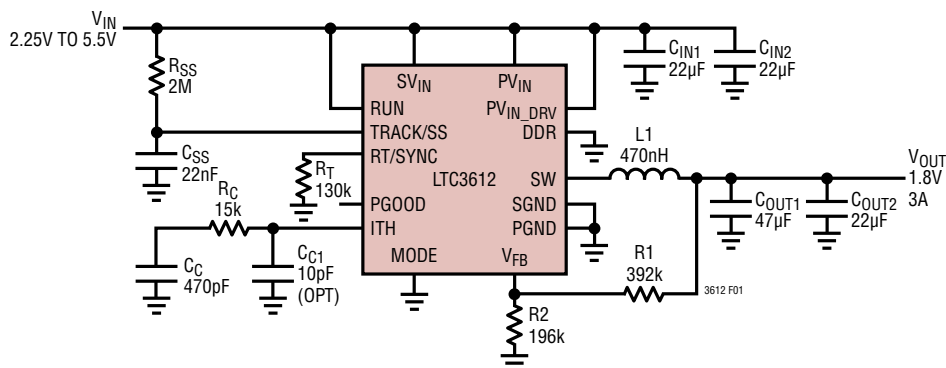 VIN
2.25V TO 5.5V
RSS
2M
CSS
22nF
RT
130k
RC
15k
CC
470pF
CC1
10pF
(OPT)
SVIN
PVIN
RUN
PVIN_DRV
TRACK/SS
DDR
RT/SYNC
LTC3612
SW
PGOOD
SGND
ITH
PGND
MODE
VFB
CIN1
22µF
CIN2
22µF
L1
470nH
VOUT
1.8V
3A
COUT1
47µF
COUT2
22µF
R1
392k
3612 F01
R2
196k